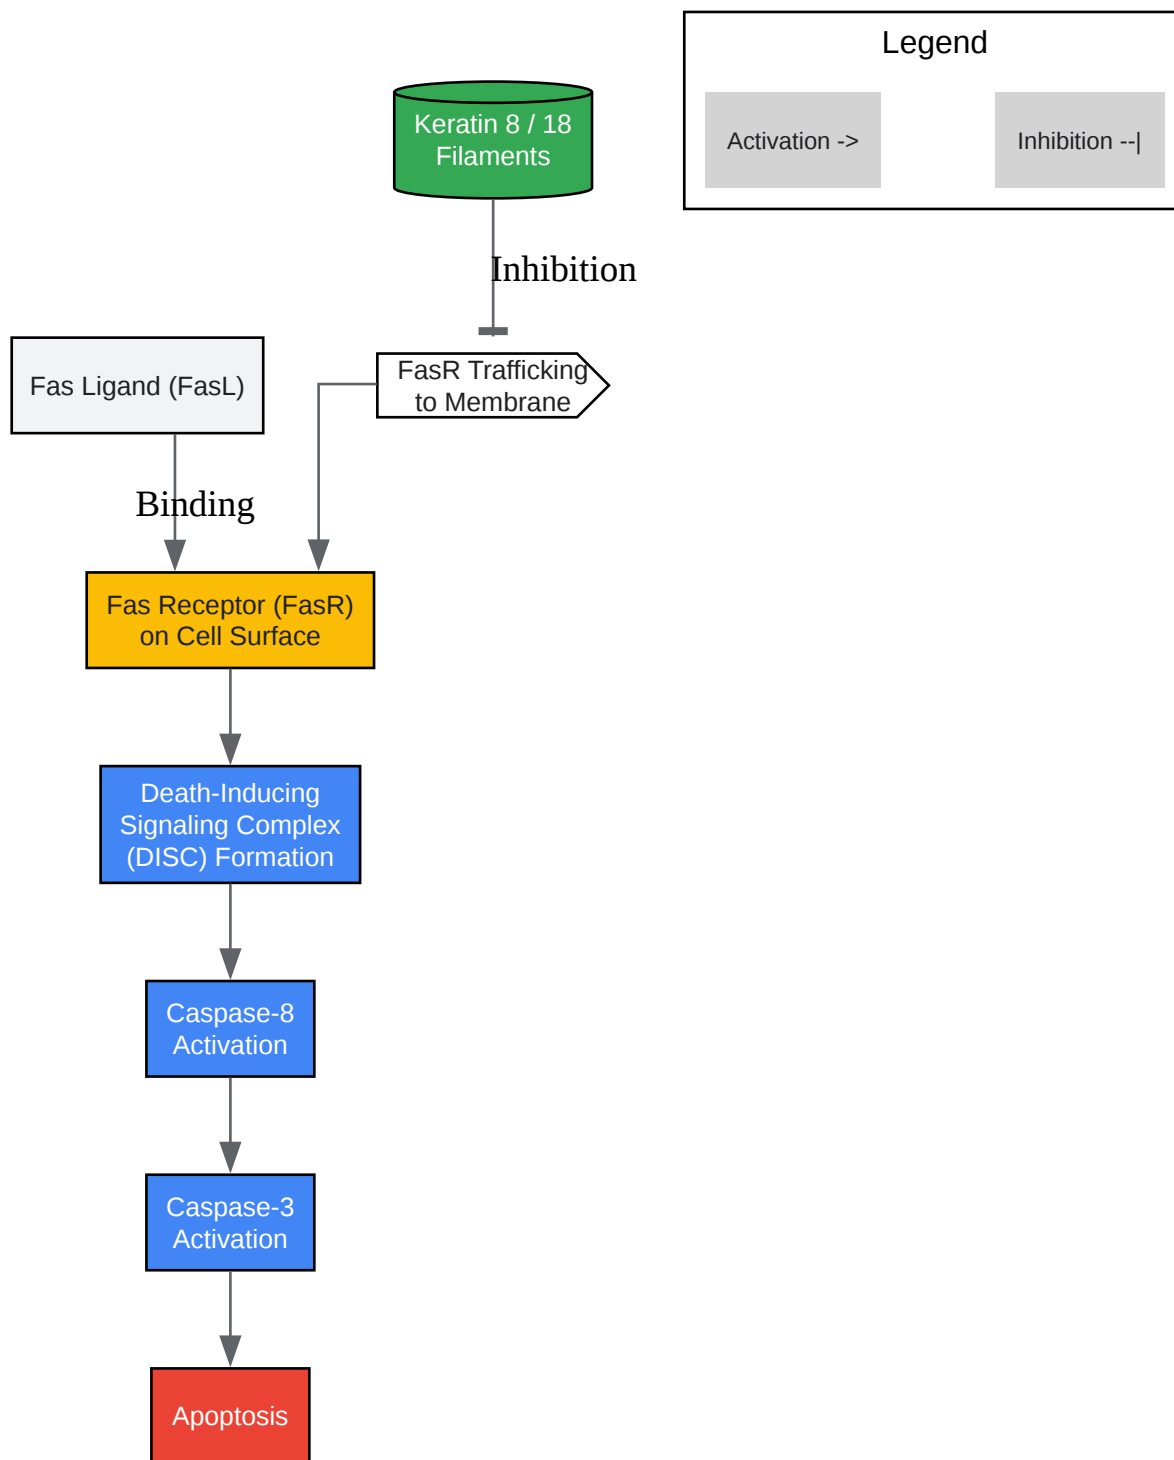 Legend
Activation ->
Inhibition --|
Keratin 8 / 18
Filaments
Inhibition
Fas Ligand (FasL)
FasR Trafficking
to Membrane
Binding
Fas Receptor (FasR)
on Cell Surface
Death-Inducing
Signaling Complex
(DISC) Formation
Caspase-8
Activation
Caspase-3
Activation
Apoptosis